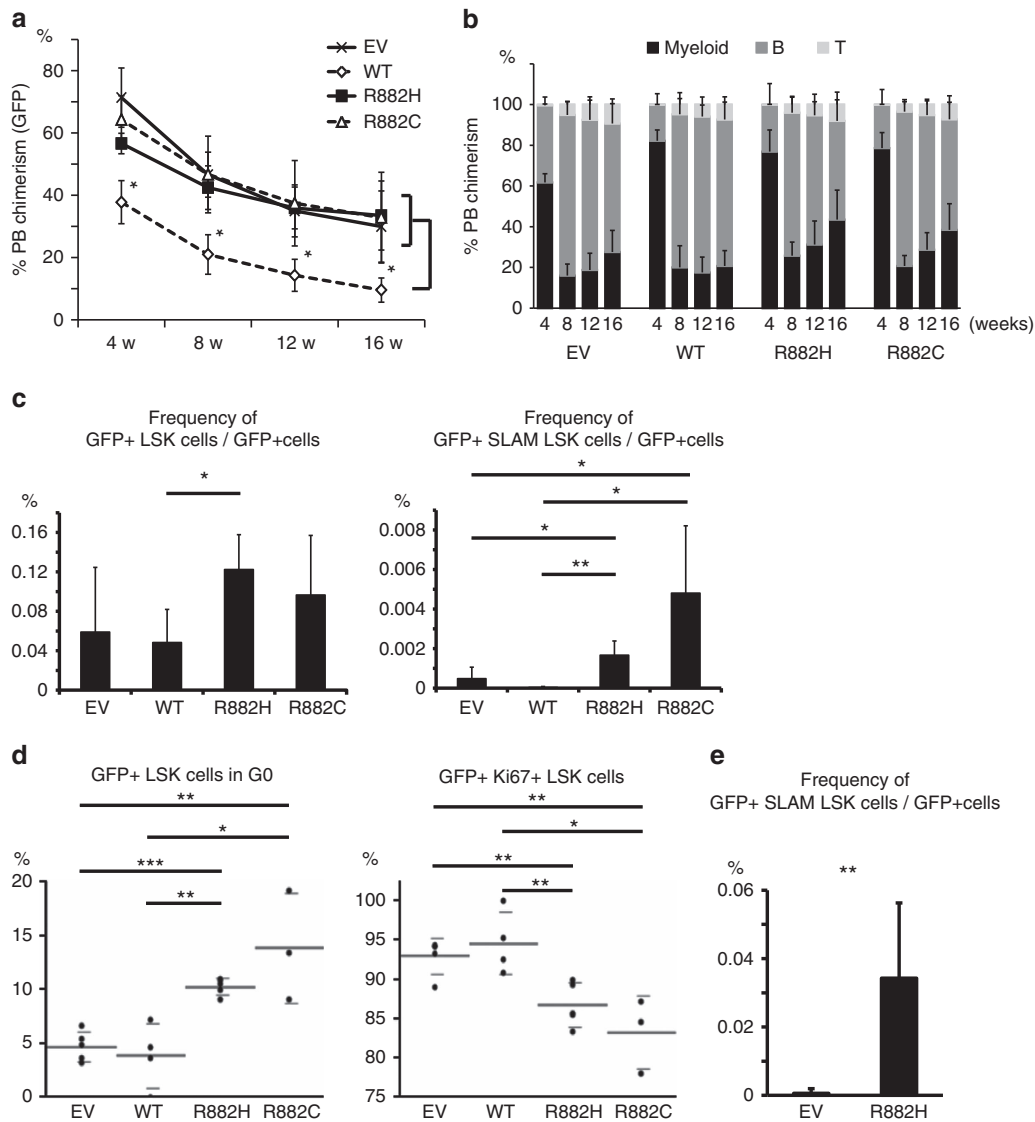 a
%
80
60
40
20
0
% PB chimerism (GFP)
EV
WT
R882H
R882C
*
*
*
*
4 w
8 w
12 w
16 w
b
Myeloid
B
T
%
100
80
60
40
20
0
% PB chimerism
4 8 12 16 4 8 12 16 4 8 12 16 4 8 12 16 (weeks)
EV WT R882H R882C
c
Frequency of
GFP+ LSK cells / GFP+cells
*
%
0.16
0.12
0.08
0.04
0
EV WT R882H R882C
Frequency of
GFP+ SLAM LSK cells / GFP+cells
*
*
*
**
%
0.008
0.006
0.004
0.002
0
EV WT R882H R882C
d
GFP+ LSK cells in G0
**
*
***
**
%
20
15
10
5
0
EV WT R882H R882C
GFP+ Ki67+ LSK cells
**
*
**
**
%
100
95
90
85
80
75
EV WT R882H R882C
e
Frequency of
GFP+ SLAM LSK cells / GFP+cells
%
**
0.06
0.04
0.02
0
EV R882H